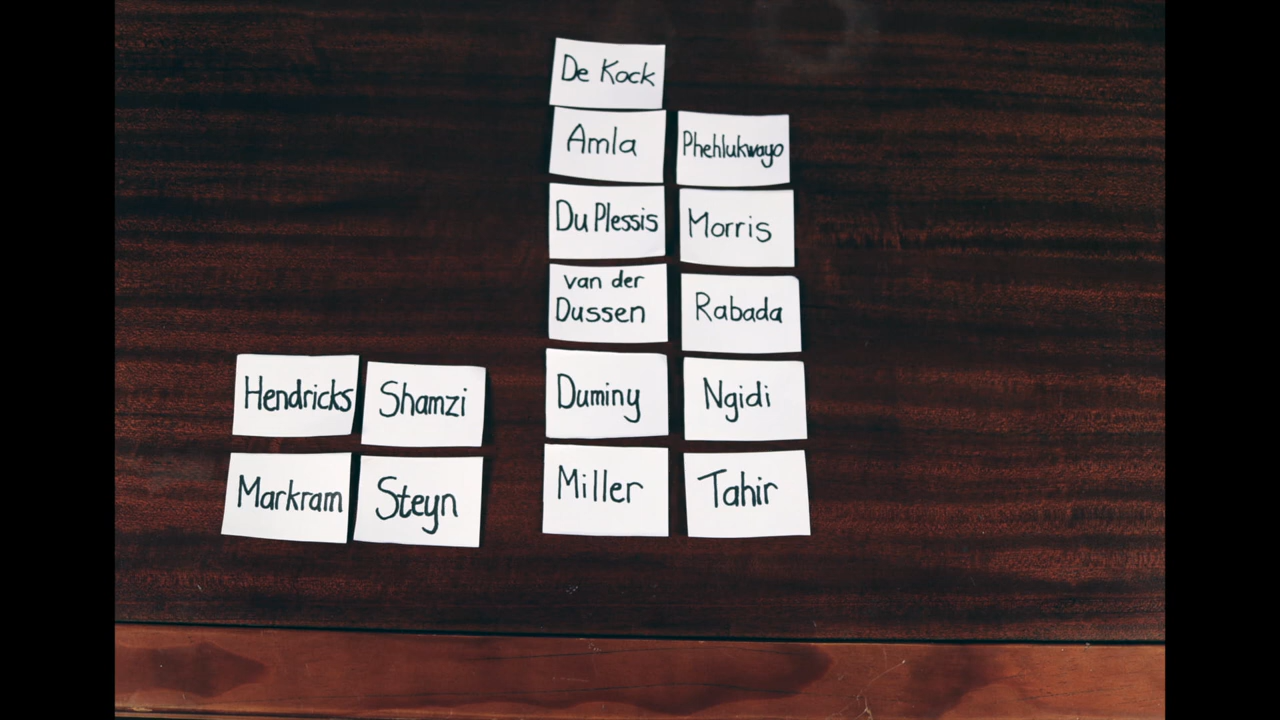 De Kock
Amla
Phehlukwayo
Du Plessis
Morris
van der
Dussen
Rabada
Hendricks
Shamzi
Duminy
Ngidi
Markram
Steyn
Miller
Tahir